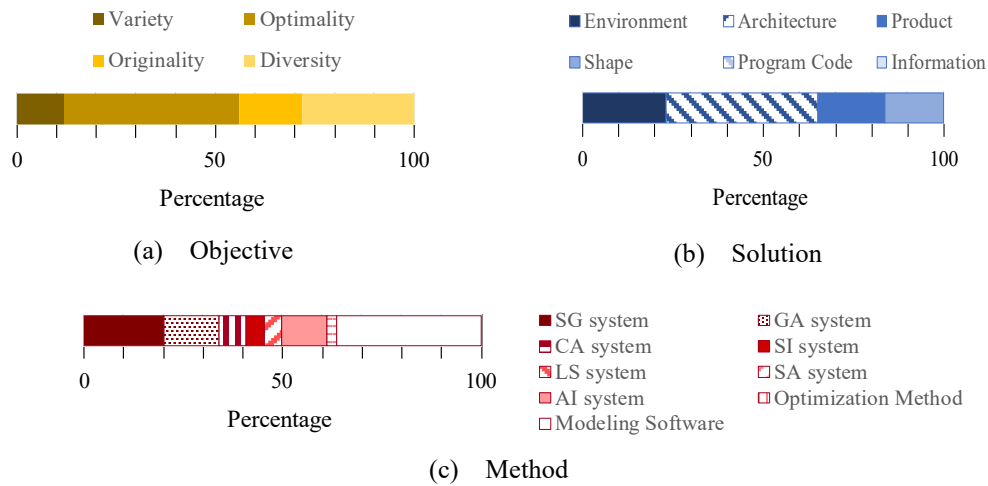 Variety Optimality
Originality Diversity
0 50 100
Percentage
(a) Objective
Environment Architecture Product
Shape Program Code Information
0 50 100
Percentage
(b) Solution
0 50 100
Percentage
SG system GA system
CA system SI system
LS system SA system
AI system Optimization Method
Modeling Software
(c) Method